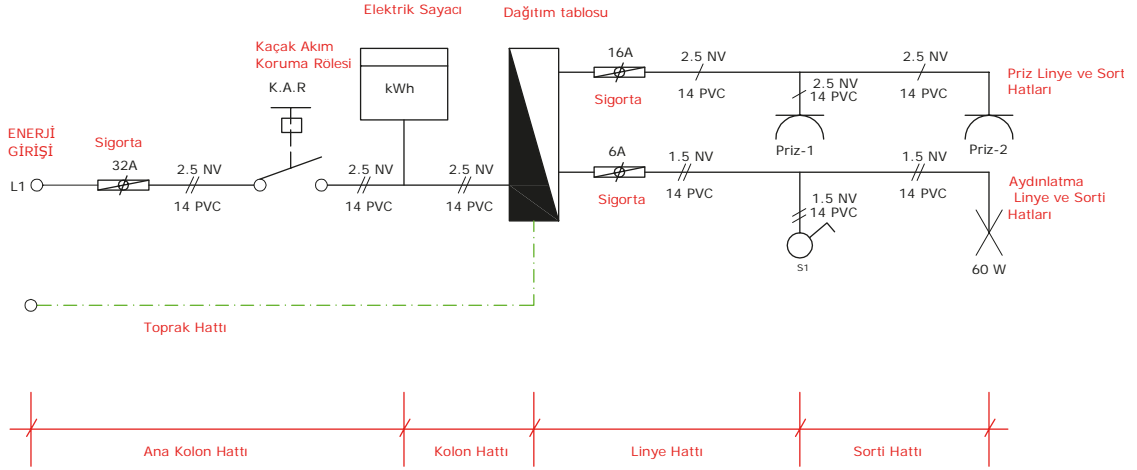 Elektrik Sayacı
Dağıtım tablosu
Kaçak Akım
Koruma Rölesi
K.A.R
kWh
16A
Sigorta
2.5 NV
14 PVC
2.5 NV
14 PVC
2.5 NV
14 PVC
Priz Linye ve Sort
Hatları
Priz-1
Priz-2
ENERJİ
GİRİŞİ
L1
Sigorta
32A
2.5 NV
14 PVC
2.5 NV
14 PVC
2.5 NV
14 PVC
6A
Sigorta
1.5 NV
14 PVC
1.5 NV
14 PVC
1.5 NV
14 PVC
Aydınlatma
Linye ve Sorti
Hatları
S1
60 W
Toprak Hattı
Ana Kolon Hattı
Kolon Hattı
Linye Hattı
Sorti Hattı